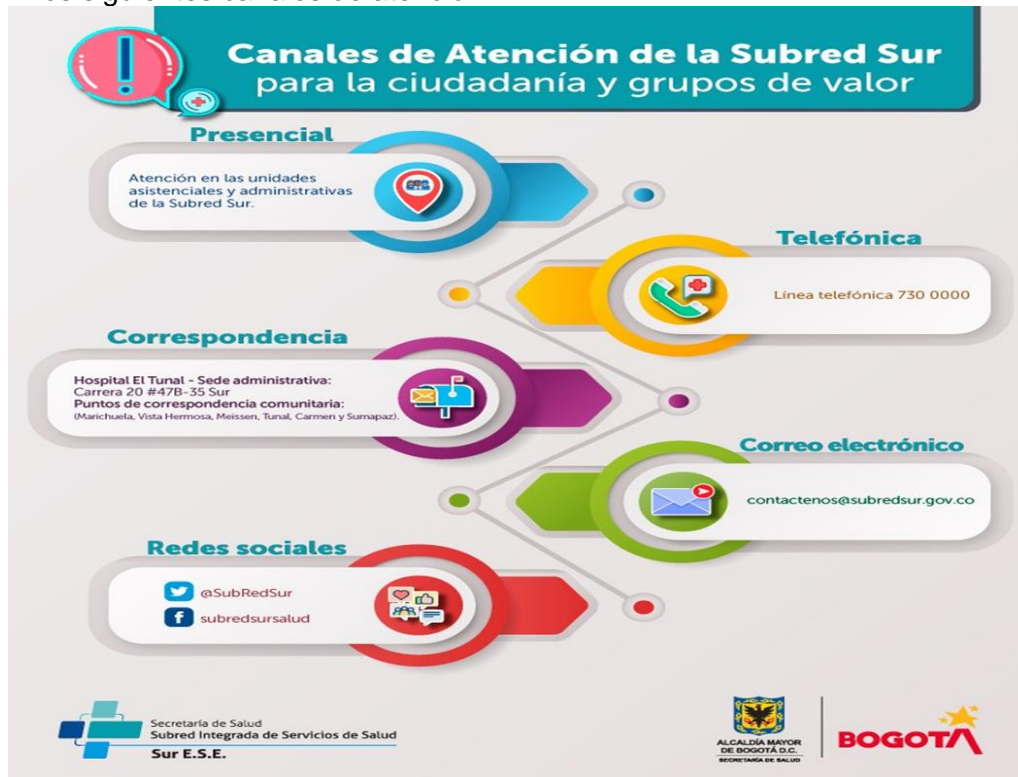 Canales de Atención de la Subred Sur
para la ciudadanía y grupos de valor
Presencial
Atención en las unidades
asistenciales y administrativas
de la Subred Sur.
Telefónica
Línea telefónica 730 0000
Correspondencia
Hospital El Tunal - Sede administrativa:
Carrera 20 #47B-35 Sur
Puntos de correspondencia comunitaria:
(Marichuela, Vista Hermosa, Meissen, Tunal, Carmen y Sumapaz).
Correo electrónico
contactenos@subredsur.gov.co
Redes sociales
@SubRedSur
subredsursalud
Secretaría de Salud
Subred Integrada de Servicios de Salud
Sur E.S.E.
ALCALDÍA MAYOR
DE BOGOTÁ D.C.
SECRETARÍA DE SALUD
BOGOTÁ